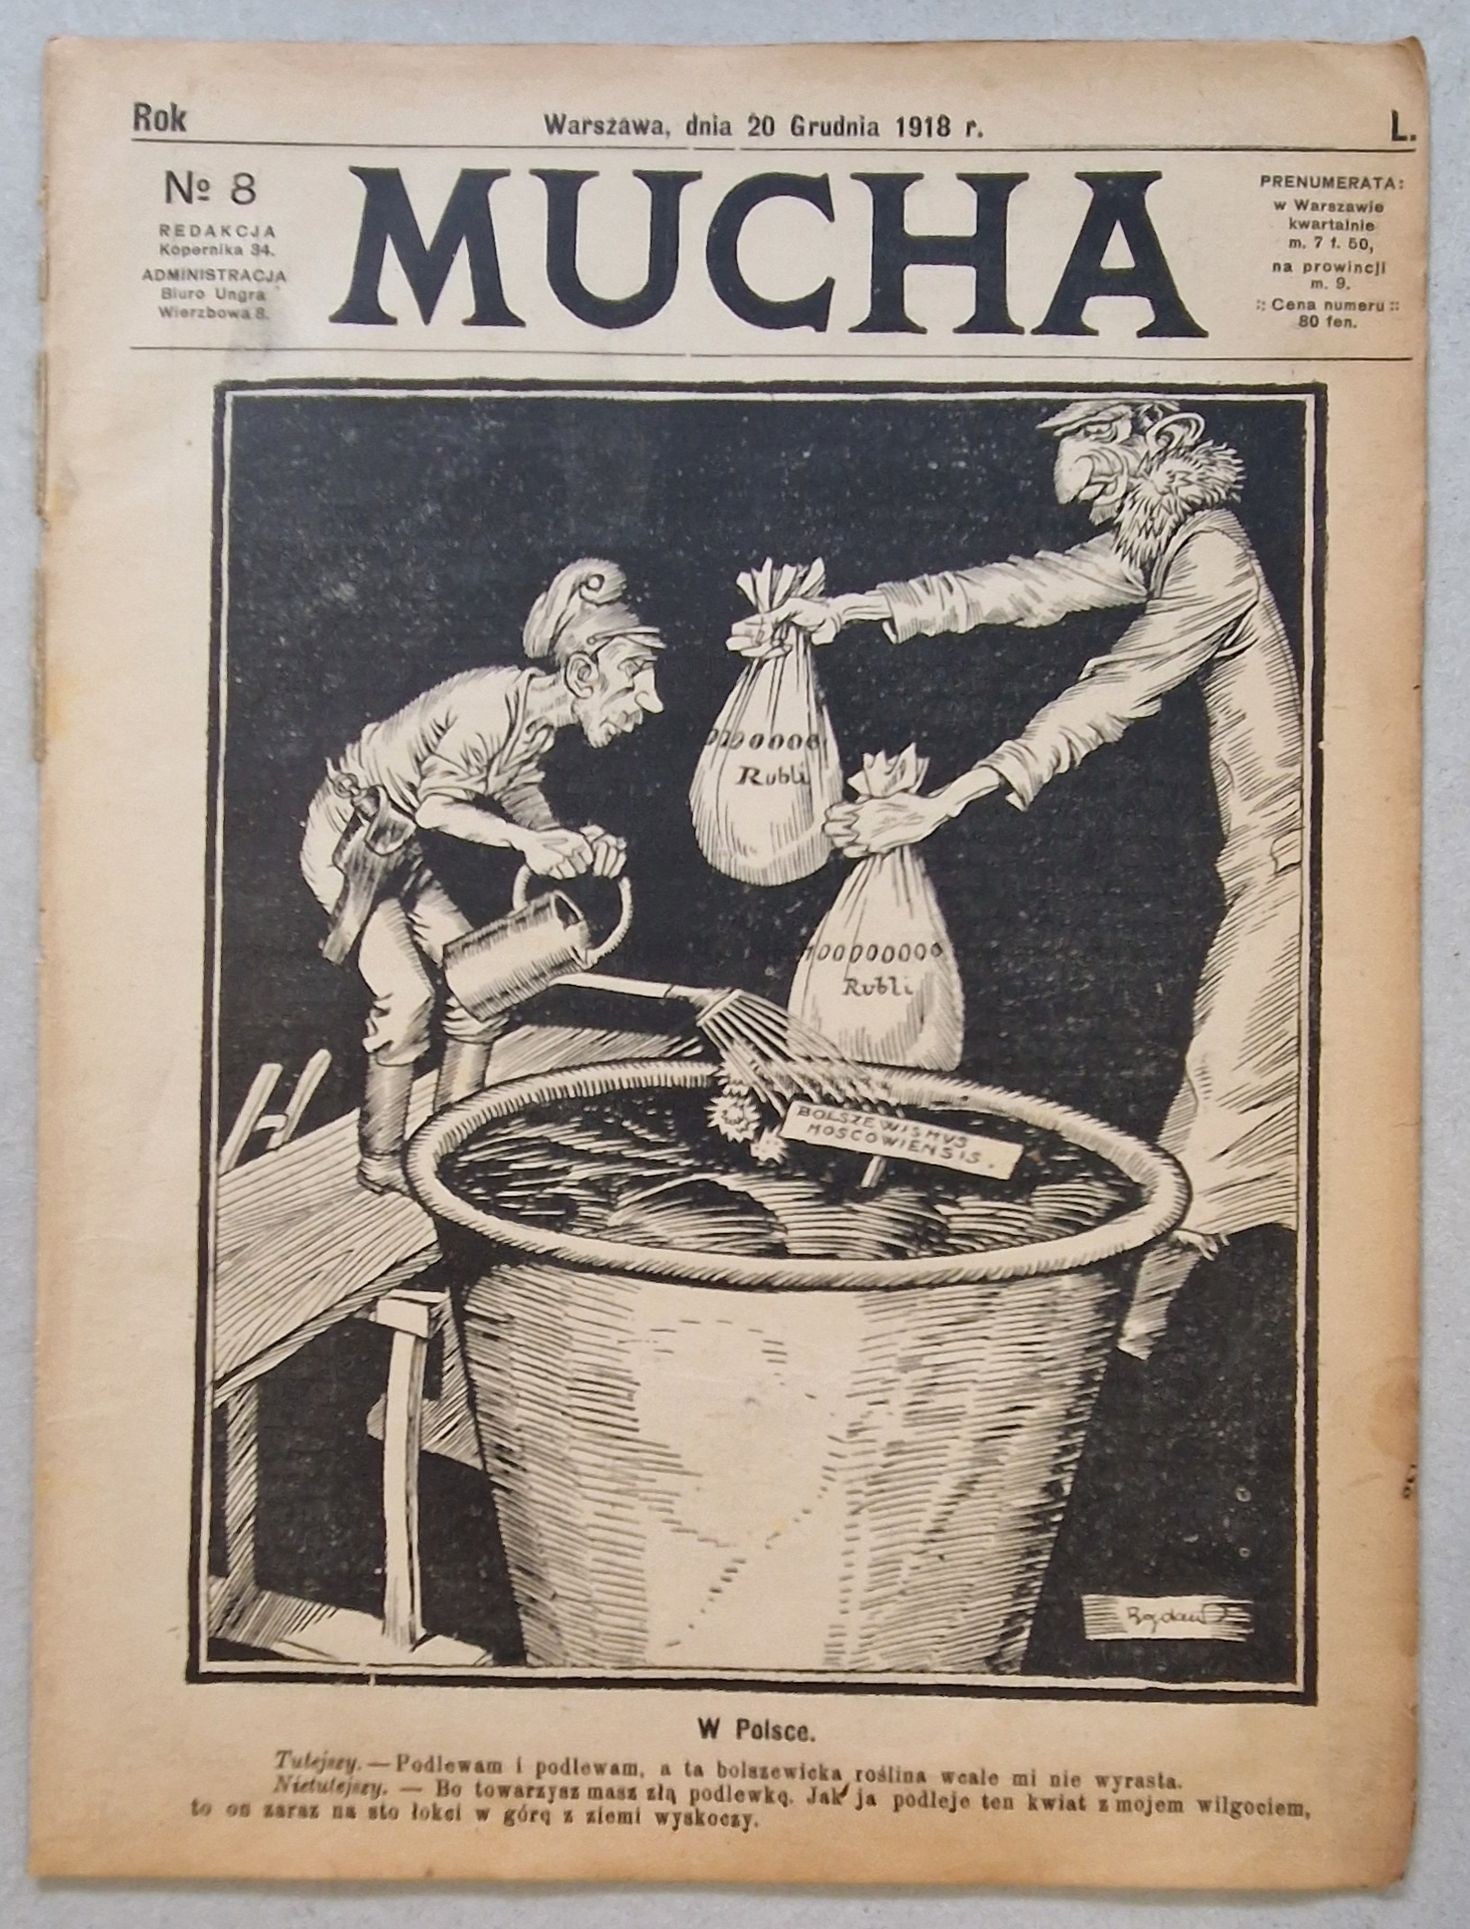 Rok
Warszawa, dnia 20 Grudnia 1918 r.
L.
№ 8
REDAKCJA
Kopernika 34.
ADMINISTRACJA
Biuro Ungra
Wierzbowa 8.
MUCHA
PRENUMERATA:
w Warszawie
kwartalnie
m. 7 f. 50,
na prowincji
m. 9.
:: Cena numeru ::
80 fen.
Rubli
100000000
Rubli
BOLSZEWISMUS
MOSCOWIENSIS.
Bogdan
W Polsce.
Tutejszy. — Podlewam i podlewam, a ta bolszewicka roślina wcale mi nie wyrasta.
Nietutejszy. — Bo towarzysz masz złą podlewkę. Jak ja podleje ten kwiat z mojem wilgociem,
to on zaraz na sto łokci w górę z ziemi wyskoczy.